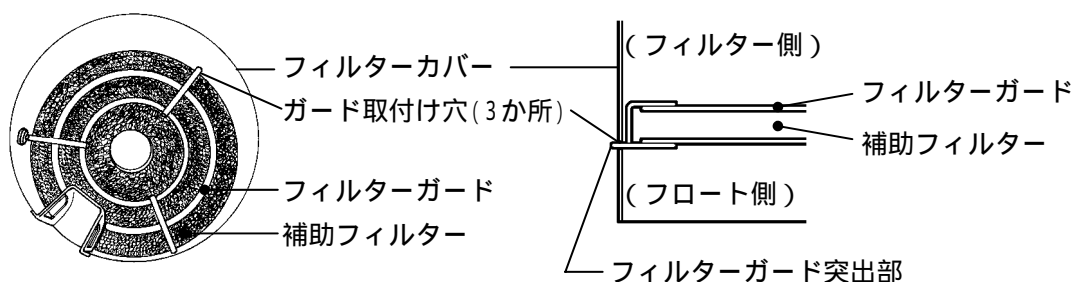 フィルターカバー
ガード取付け穴(3か所)
フィルターガード
補助フィルター
(フィルター側)
フィルターガード
補助フィルター
(フロート側)
フィルターガード突出部